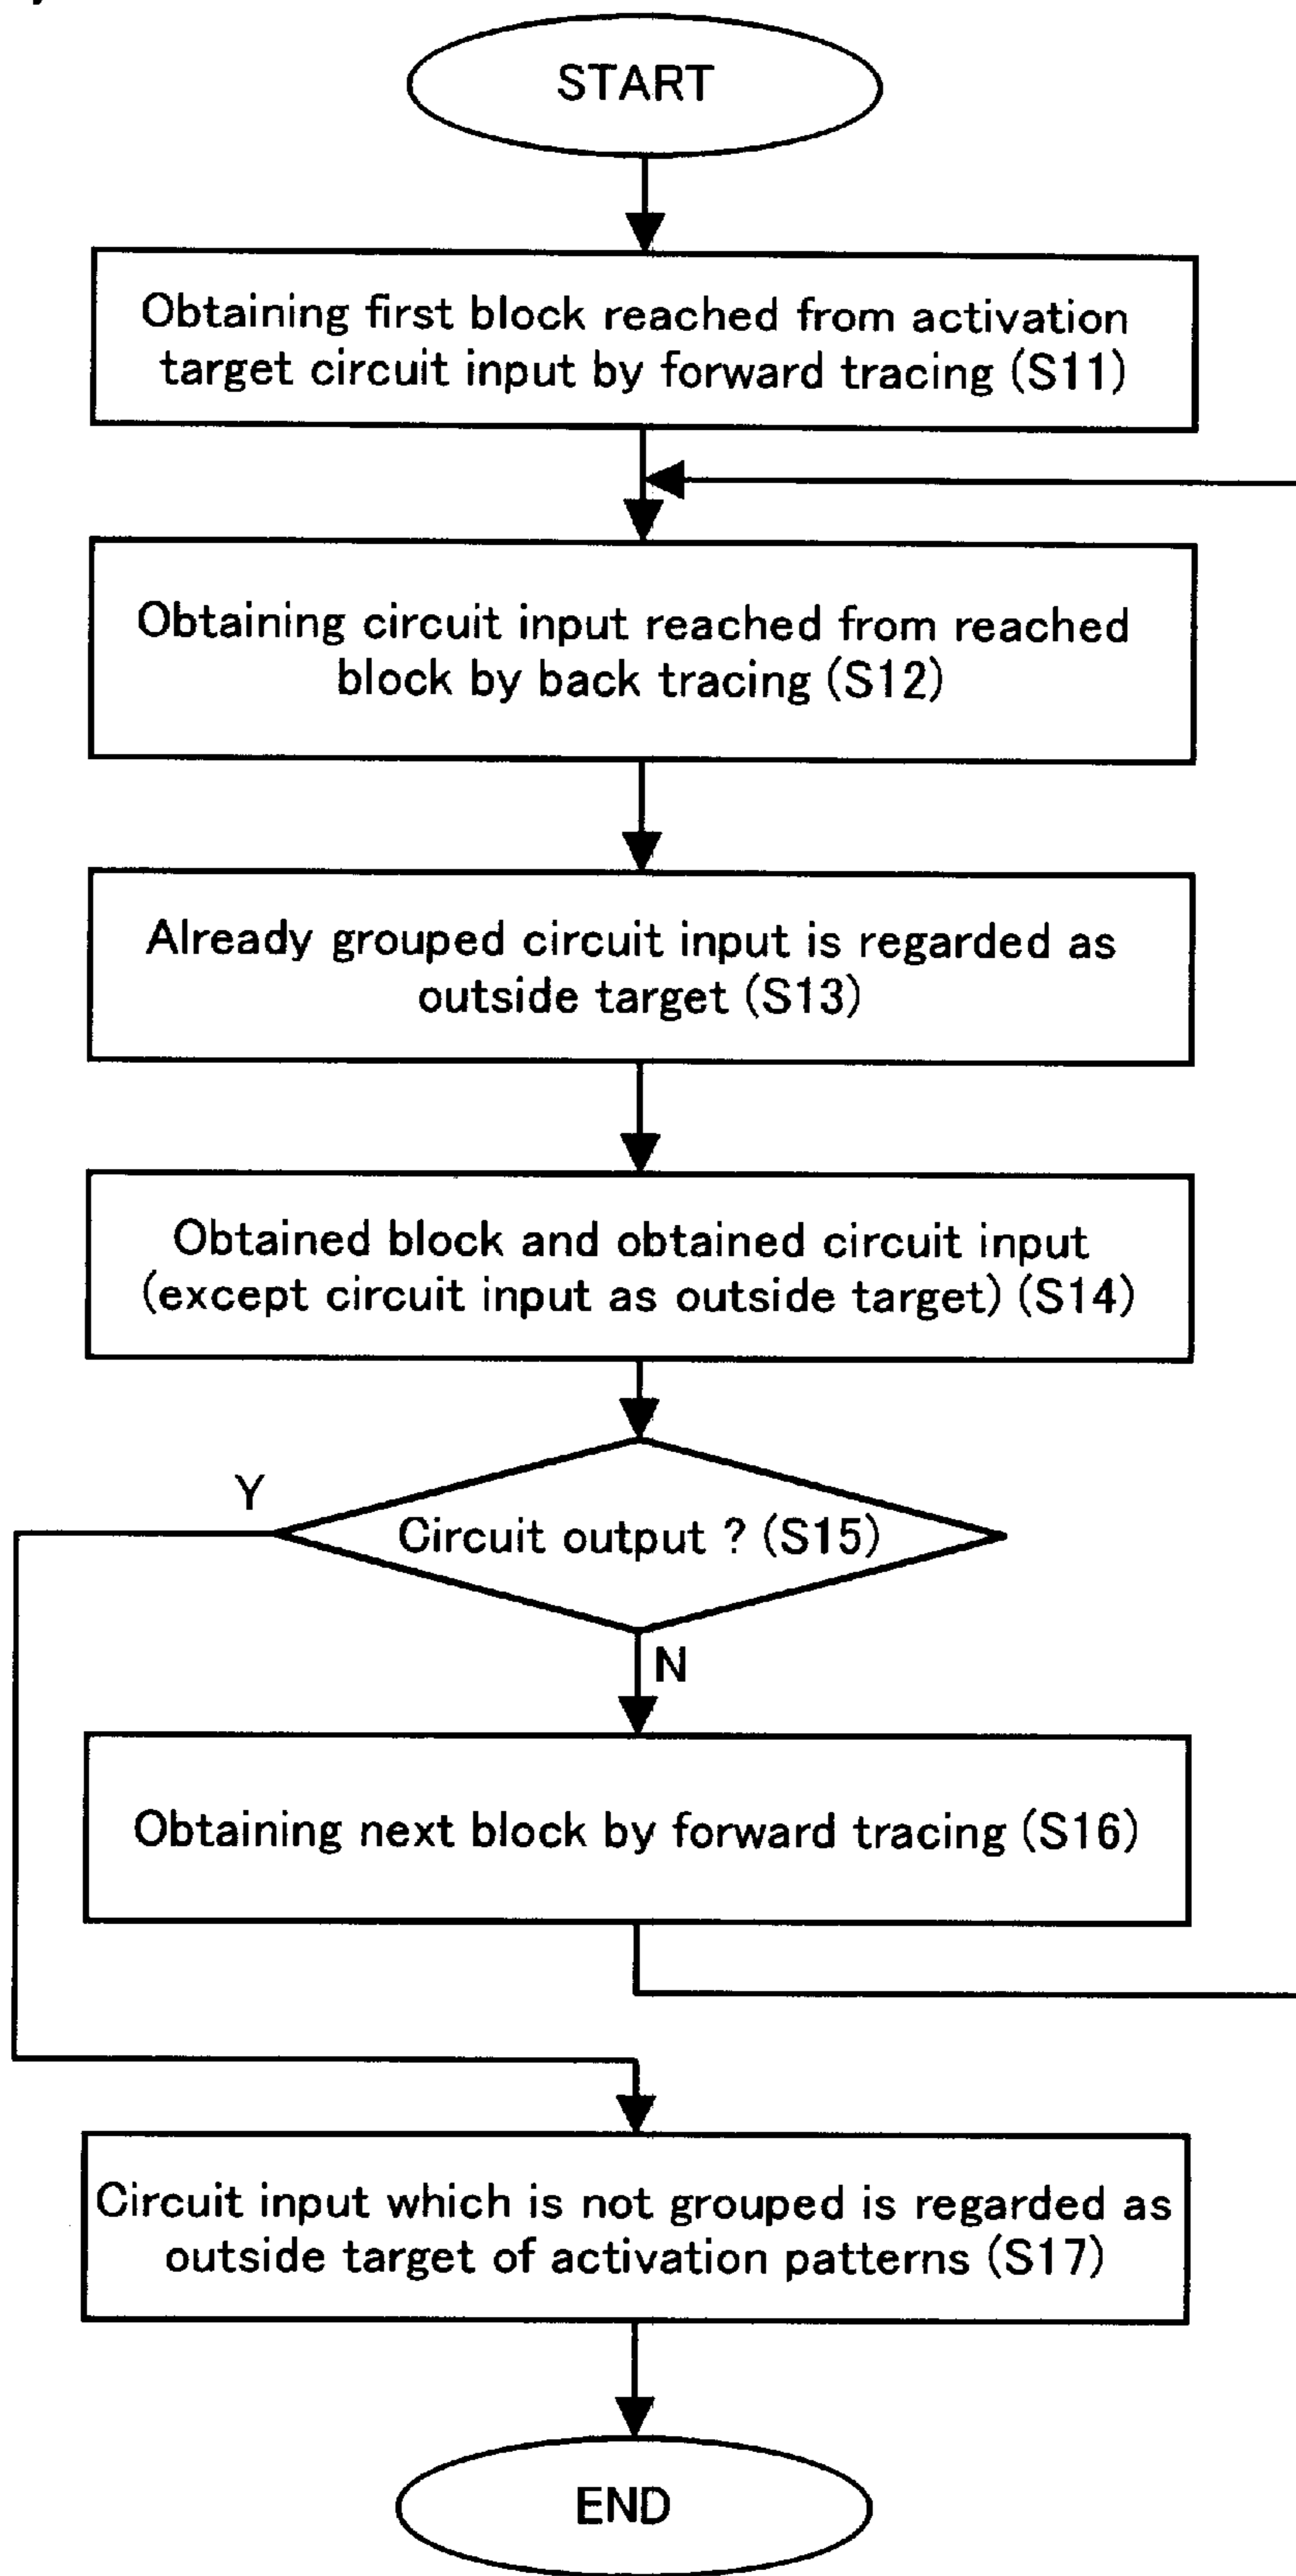 START
Obtaining first block reached from activation
target circuit input by forward tracing (S11)
Obtaining circuit input reached from reached
block by back tracing (S12)
Already grouped circuit input is regarded as
outside target (S13)
Obtained block and obtained circuit input
(except circuit input as outside target) (S14)
Y
Circuit output ? (S15)
N
Obtaining next block by forward tracing (S16)
Circuit input which is not grouped is regarded as
outside target of activation patterns (S17)
END